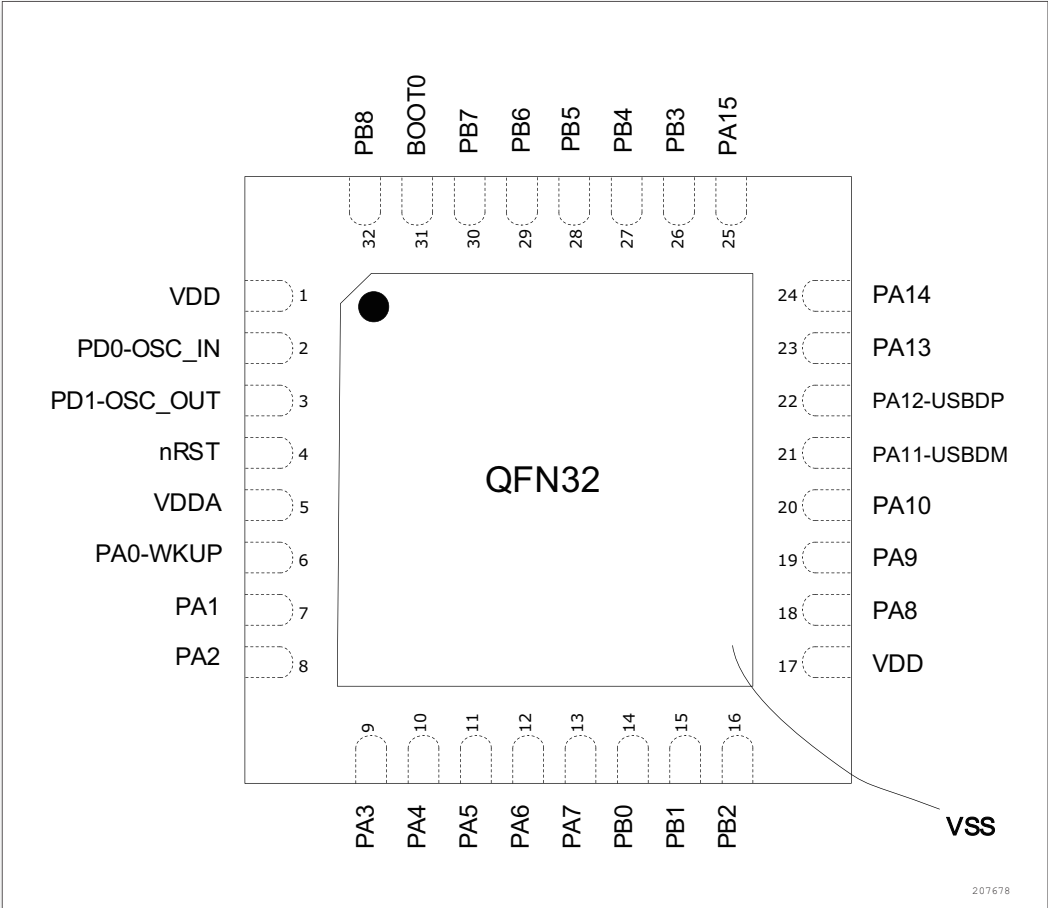 PB8
BOOT0
PB7
PB6
PB5
PB4
PB3
PA15
32
31
30
29
28
27
26
25
VDD
1
PD0-OSC_IN
2
PD1-OSC_OUT
3
nRST
4
VDDA
5
PA0-WKUP
6
PA1
7
PA2
8
QFN32
24
PA14
23
PA13
22
PA12-USBDP
21
PA11-USBDM
20
PA10
19
PA9
18
PA8
17
VDD
9
10
11
12
13
14
15
16
PA3
PA4
PA5
PA6
PA7
PB0
PB1
PB2
VSS
207678